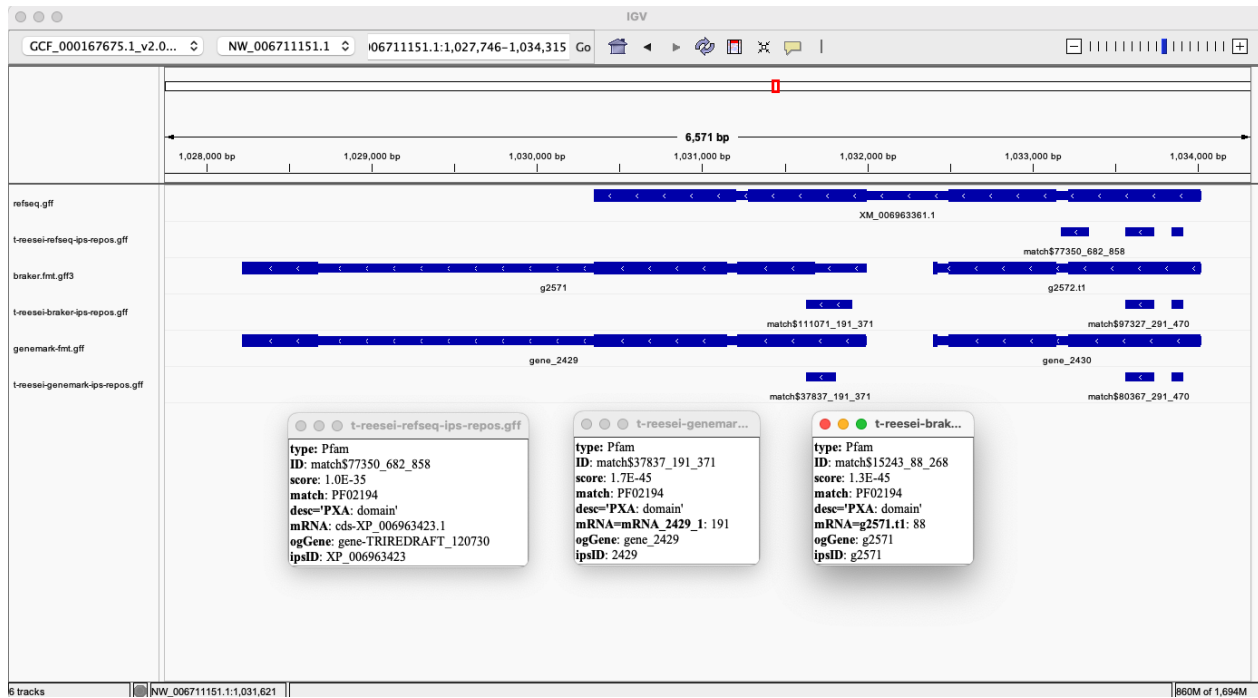 IGV
GCF_000167675.1_v2.0... NW_006711151.1 )06711151.1:1,027,746-1,034,315 Go
6,571 bp
1,028,000 bp 1,029,000 bp 1,030,000 bp 1,031,000 bp 1,032,000 bp 1,033,000 bp 1,034,000 bp
refseq.gff
XM_006963361.1
t-reesei-refseq-ips-repos.gff
match$77350_682_858
braker.fmt.gff3
g2571 g2572.t1
t-reesei-braker-ips-repos.gff
match$111071_191_371 match$97327_291_470
genemark-fmt.gff
gene_2429 gene_2430
t-reesei-genemark-ips-repos.gff
match$37837_191_371 match$80367_291_470
t-reesei-refseq-ips-repos.gff
type: Pfam
ID: match$77350_682_858
score: 1.0E-35
match: PF02194
desc='PXA: domain'
mRNA: cds-XP_006963423.1
ogGene: gene-TRIREDRAFT_120730
ipsID: XP_006963423
t-reesei-genemar...
type: Pfam
ID: match$37837_191_371
score: 1.7E-45
match: PF02194
desc='PXA: domain'
mRNA=mRNA_2429_1: 191
ogGene: gene_2429
ipsID: 2429
t-reesei-brak...
type: Pfam
ID: match$15243_88_268
score: 1.3E-45
match: PF02194
desc='PXA: domain'
mRNA=g2571.t1: 88
ogGene: g2571
ipsID: g2571
6 tracks NW_006711151.1:1,031,621 860M of 1,694M